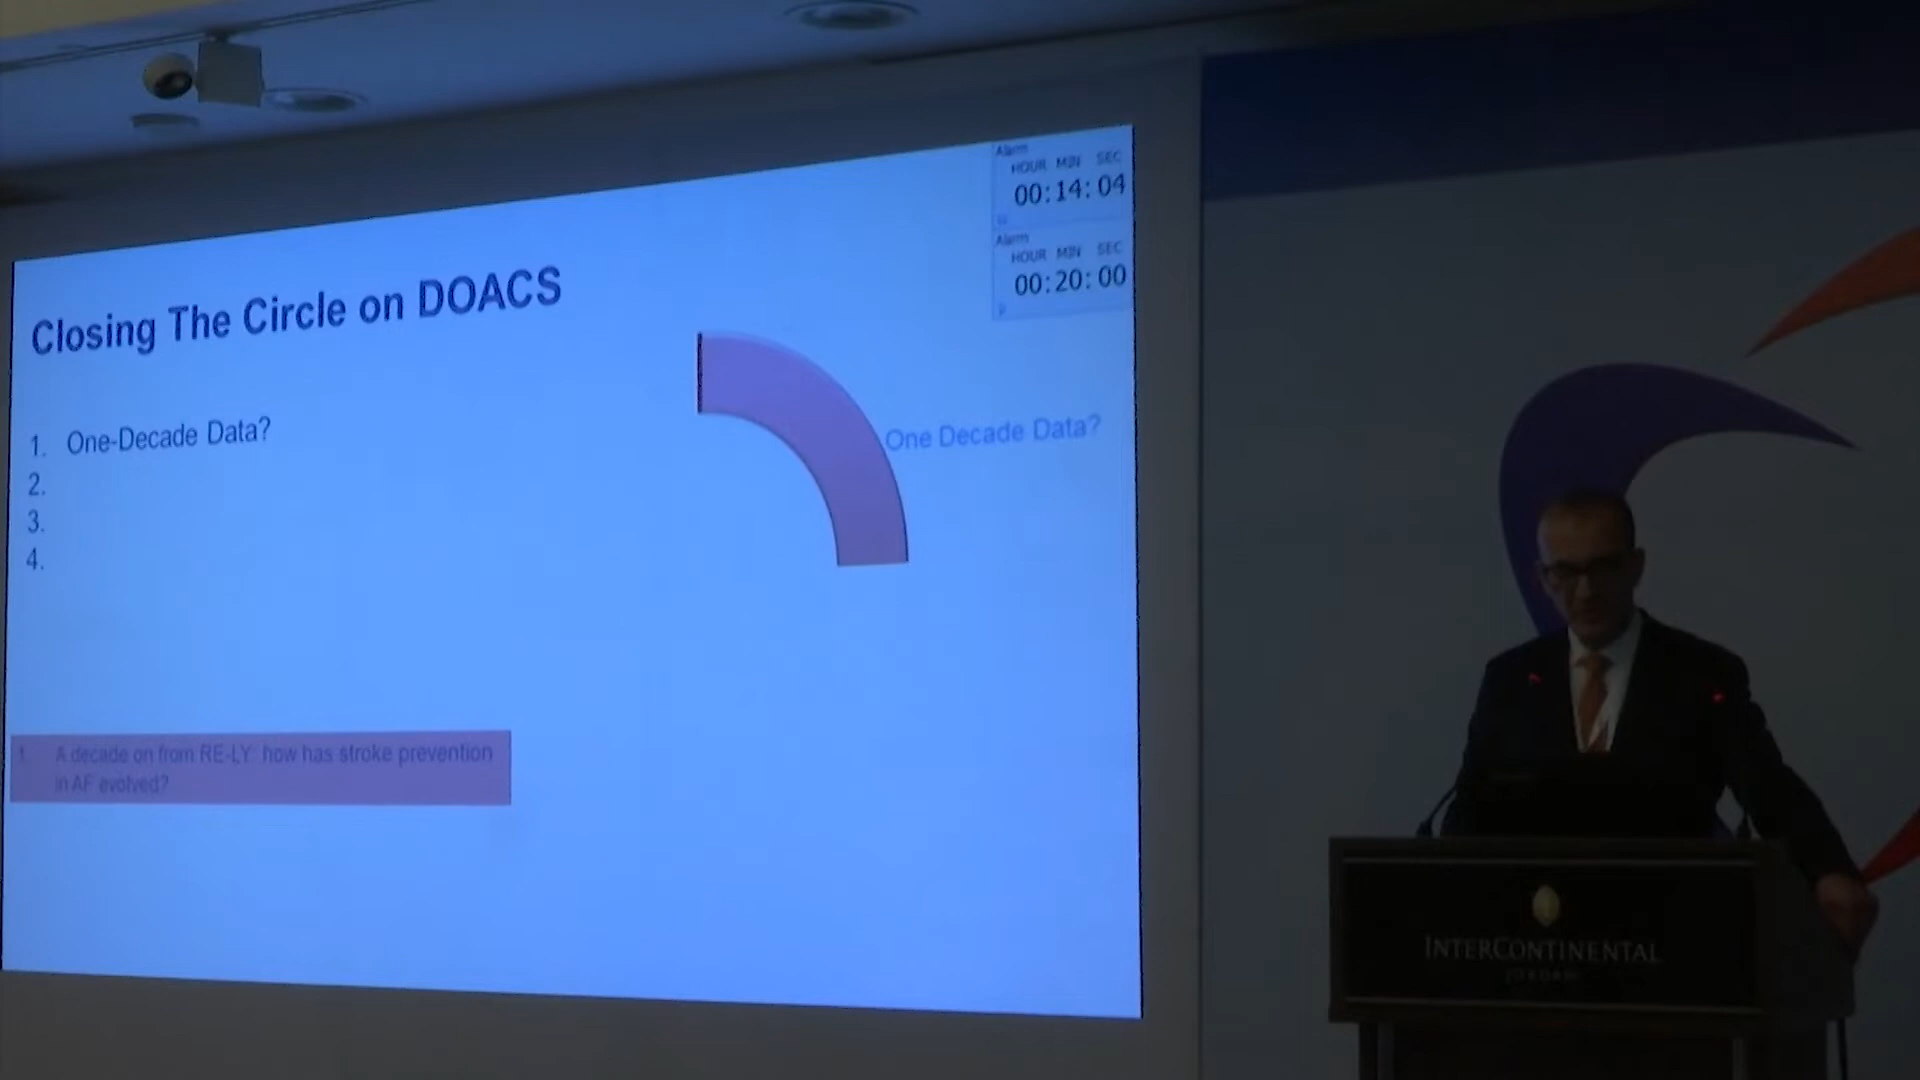 Alarm
HOUR MIN SEC
00:14:04
Alarm
HOUR MIN SEC
00:20:00
Closing The Circle on DOACS
1. One-Decade Data?
2.
3.
4.
One Decade Data?
1. A decade on from RE-LY: how has stroke prevention
in AF evolved?
INTERCONTINENTAL
JORDAN